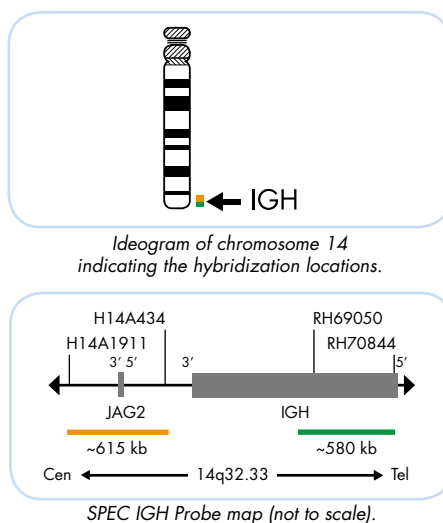 IGH
Ideogram of chromosome 14
indicating the hybridization locations.
H14A434 RH69050
H14A1911 RH70844
3’ 5’ 3’ 5’
JAG2 IGH
~615 kb ~580 kb
Cen 14q32.33 Tel
SPEC IGH Probe map (not to scale).